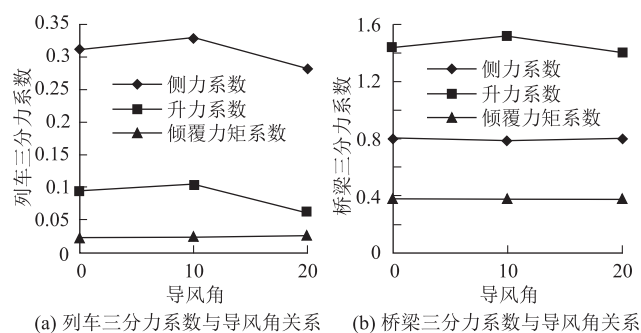 0.35
0.3
0.25
0.2
0.15
0.1
0.05
0
列车三分力系数
侧力系数
升力系数
倾覆力矩系数
0 10 20
导风角
(a) 列车三分力系数与导风角关系
1.6
1.2
0.8
0.4
0
桥梁三分力系数
侧力系数
升力系数
倾覆力矩系数
0 10 20
导风角
(b) 桥梁三分力系数与导风角关系